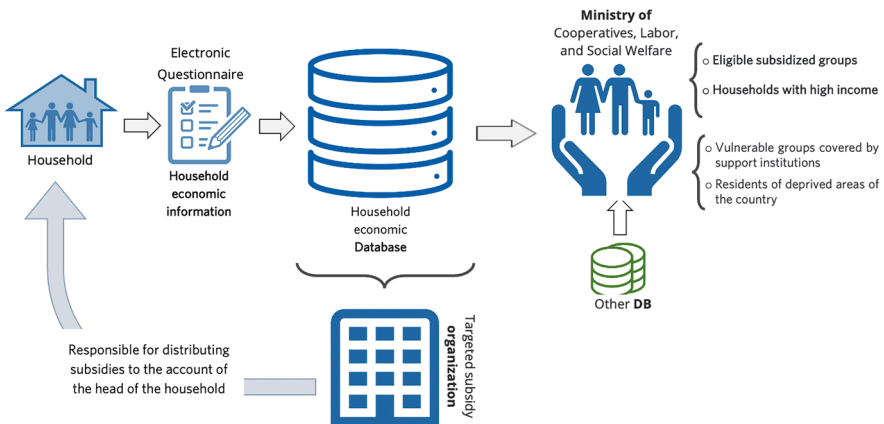 Household
Electronic
Questionnaire
Household
economic
information
Household
economic
Database
Ministry of
Cooperatives, Labor,
and Social Welfare
o Eligible subsidized groups
o Households with high income
o Vulnerable groups covered by
support institutions
o Residents of deprived areas of
the country
Other DB
Targeted subsidy
organization
Responsible for distributing
subsidies to the account of
the head of the household